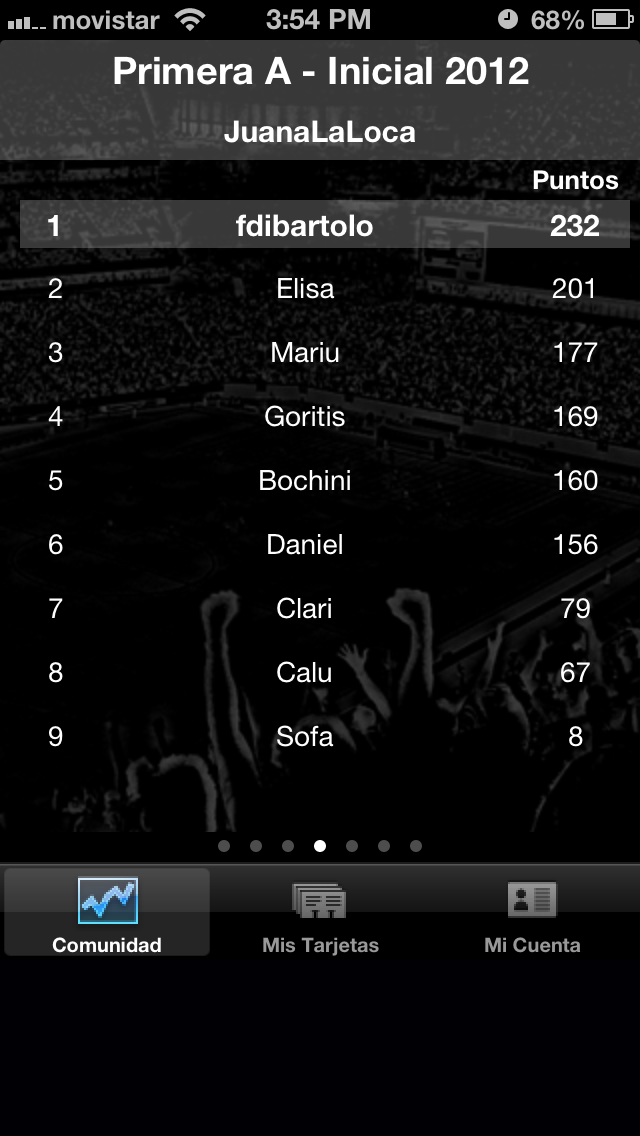 movistar 3:54 PM 68%
Primera A - Inicial 2012
JuanaLaLoca
Puntos
1 fdibartolo 232
2 Elisa 201
3 Mariu 177
4 Goritis 169
5 Bochini 160
6 Daniel 156
7 Clari 79
8 Calu 67
9 Sofa 8
Comunidad Mis Tarjetas Mi Cuenta